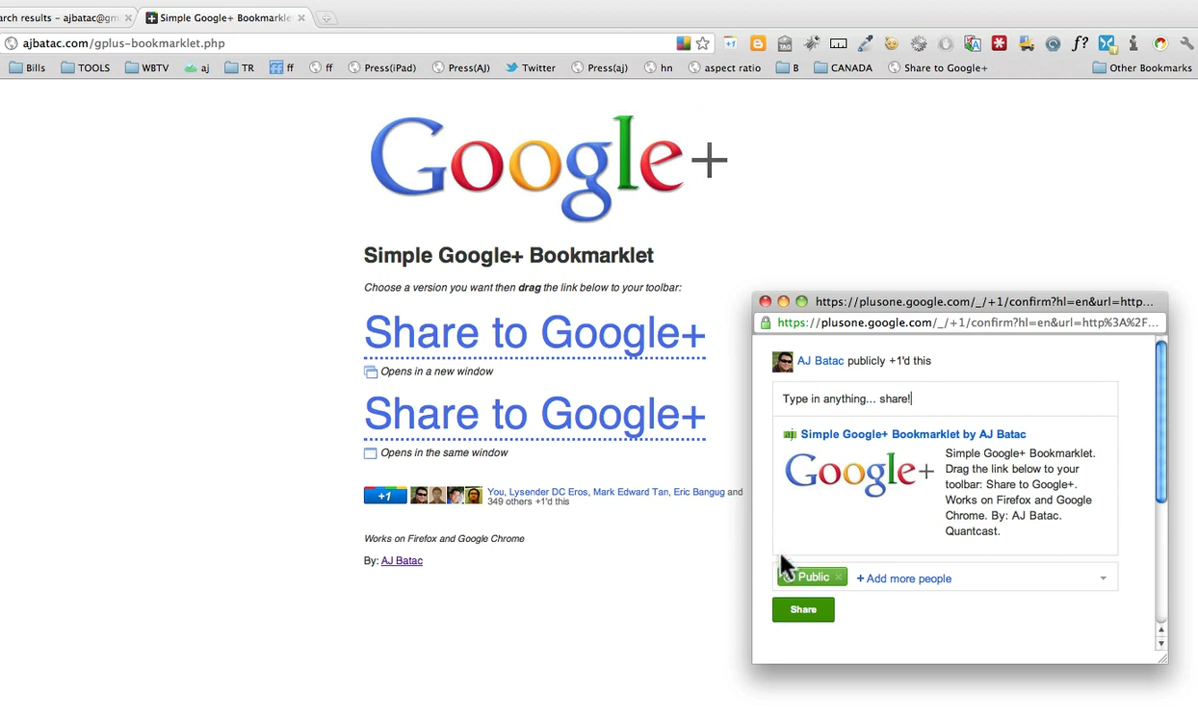 arch results - ajbatac@gm
Simple Google+ Bookmarkle
ajbatac.com/gplus-bookmarklet.php
+1
TAG
f?
Bills
TOOLS
WBTV
aj
TR
ff
ff
Press(iPad)
Press(AJ)
Twitter
Press(aj)
hn
aspect ratio
B
CANADA
Share to Google+
Other Bookmarks
Google+
Simple Google+ Bookmarklet
Choose a version you want then drag the link below to your toolbar:
Share to Google+
Opens in a new window
Share to Google+
Opens in the same window
+1
You, Lysender DC Eros, Mark Edward Tan, Eric Bangug and
349 others +1'd this
Works on Firefox and Google Chrome
By: AJ Batac
https://plusone.google.com/_/+1/confirm?hl=en&url=http...
https://plusone.google.com/_/+1/confirm?hl=en&url=http%3A%2F...
AJ Batac publicly +1'd this
Type in anything... share!
aj Simple Google+ Bookmarklet by AJ Batac
Google+
Simple Google+ Bookmarklet.
Drag the link below to your
toolbar: Share to Google+.
Works on Firefox and Google
Chrome. By: AJ Batac.
Quantcast.
Public
+ Add more people
Share